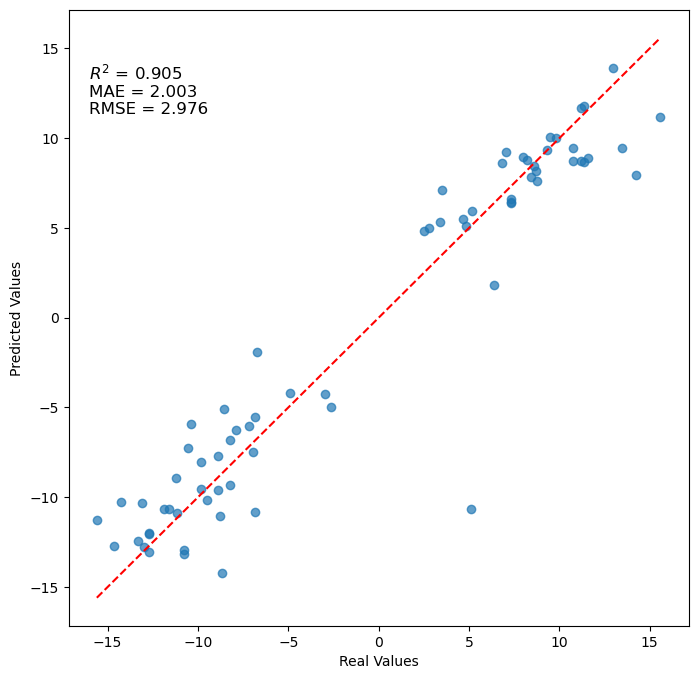 15
R² = 0.905
MAE = 2.003
RMSE = 2.976
10
5
0
−5
−10
−15
−15 −10 −5 0 5 10 15
Predicted Values
Real Values